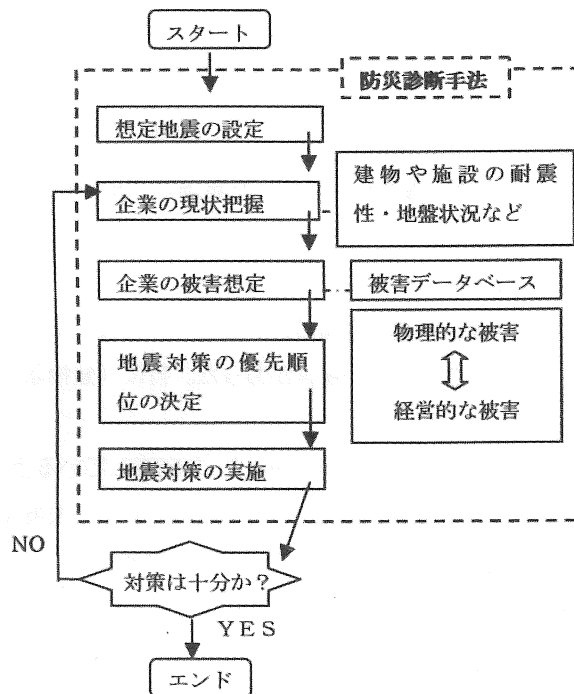 スタート
防災診断手法
想定地震の設定
企業の現状把握
建物や施設の耐震
性・地盤状況など
企業の被害想定
被害データベース
地震対策の優先順
位の決定
物理的な被害
経営的な被害
地震対策の実施
NO
対策は十分か？
ＹＥＳ
エンド